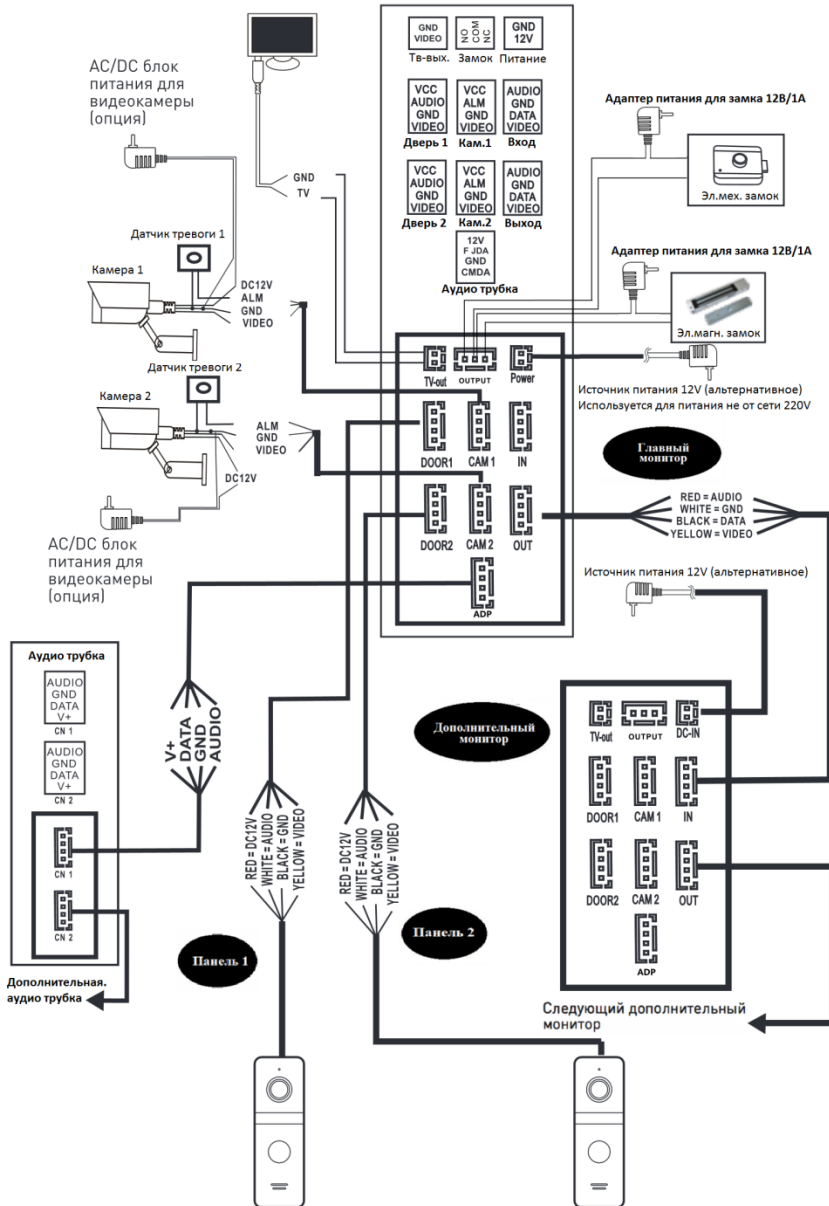 GND
VIDEO
Тв-вых.
NO
COM
NC
Замок
GND
12V
Питание
VCC
AUDIO
GND
VIDEO
Дверь 1
VCC
ALM
GND
VIDEO
Кам.1
AUDIO
GND
DATA
VIDEO
Вход
VCC
AUDIO
GND
VIDEO
Дверь 2
VCC
ALM
GND
VIDEO
Кам.2
AUDIO
GND
DATA
VIDEO
Выход
12V
F JDA
GND
CMDA
Аудио трубка
AC/DC блок
питания для
видеокамеры
(опция)
GND
TV
Адаптер питания для замка 12В/1А
Эл.мех. замок
Датчик тревоги 1
Камера 1
DC12V
ALM
GND
VIDEO
Адаптер питания для замка 12В/1А
Эл.магн. замок
Датчик тревоги 2
Камера 2
ALM
GND
VIDEO
DC12V
AC/DC блок
питания для
видеокамеры
(опция)
TV-out
OUTPUT
Power
DOOR1
CAM 1
IN
DOOR2
CAM 2
OUT
ADP
Источник питания 12V (альтернативное)
Используется для питания не от сети 220V
Главный
монитор
RED = AUDIO
WHITE = GND
BLACK = DATA
YELLOW = VIDEO
Источник питания 12V (альтернативное)
Аудио трубка
AUDIO
GND
DATA
V+
CN 1
AUDIO
GND
DATA
V+
CN 2
CN 1
CN 2
Дополнительная.
аудио трубка
V+
DATA
GND
AUDIO
RED = DC12V
WHITE = AUDIO
BLACK = GND
YELLOW = VIDEO
RED = DC12V
WHITE = AUDIO
BLACK = GND
YELLOW = VIDEO
Панель 1
Панель 2
Дополнительный
монитор
TV-out
OUTPUT
DC-IN
DOOR1
CAM 1
IN
DOOR2
CAM 2
OUT
ADP
Следующий дополнительный
монитор